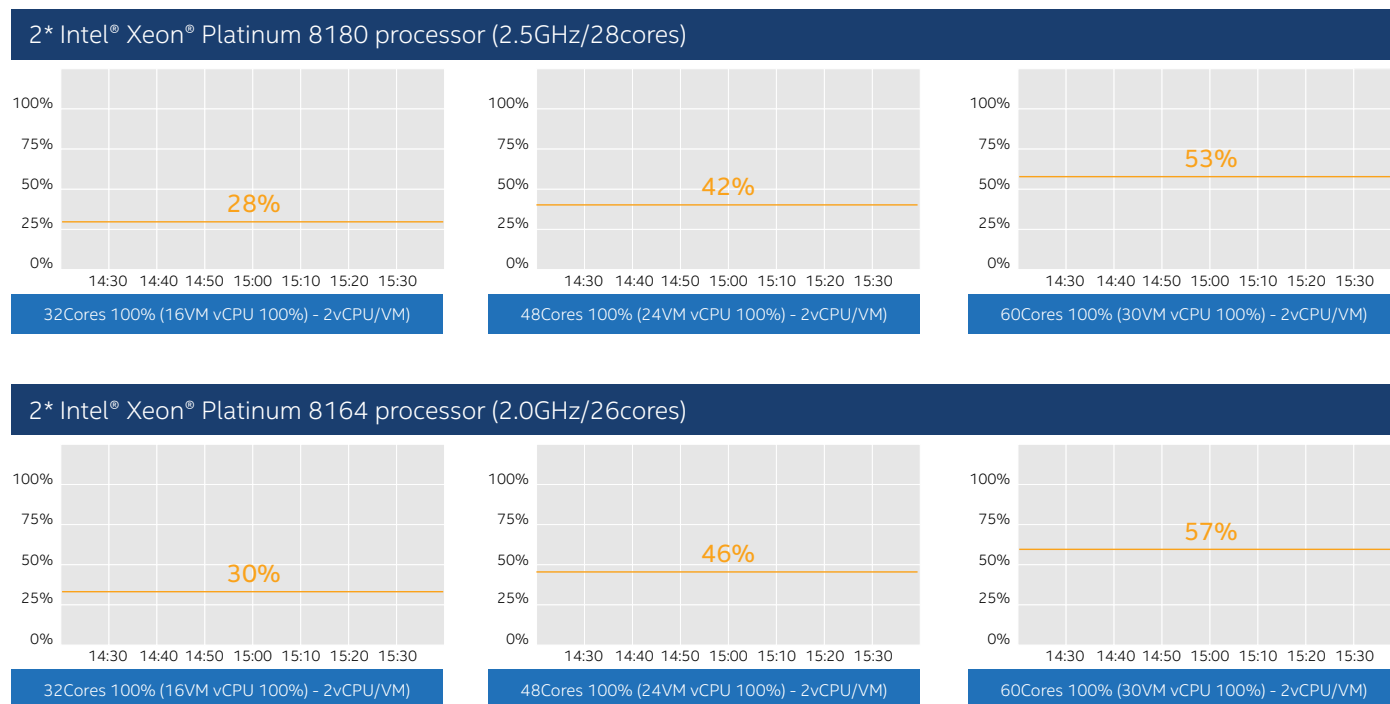 2* Intel® Xeon® Platinum 8180 processor (2.5GHz/28cores)
100%
75%
50%
25%
0%
28%
14:30 14:40 14:50 15:00 15:10 15:20 15:30
32Cores 100% (16VM vCPU 100%) - 2vCPU/VM)
100%
75%
50%
25%
0%
42%
14:30 14:40 14:50 15:00 15:10 15:20 15:30
48Cores 100% (24VM vCPU 100%) - 2vCPU/VM)
100%
75%
50%
25%
0%
53%
14:30 14:40 14:50 15:00 15:10 15:20 15:30
60Cores 100% (30VM vCPU 100%) - 2vCPU/VM)
2* Intel® Xeon® Platinum 8164 processor (2.0GHz/26cores)
100%
75%
50%
25%
0%
30%
14:30 14:40 14:50 15:00 15:10 15:20 15:30
32Cores 100% (16VM vCPU 100%) - 2vCPU/VM)
100%
75%
50%
25%
0%
46%
14:30 14:40 14:50 15:00 15:10 15:20 15:30
48Cores 100% (24VM vCPU 100%) - 2vCPU/VM)
100%
75%
50%
25%
0%
57%
14:30 14:40 14:50 15:00 15:10 15:20 15:30
60Cores 100% (30VM vCPU 100%) - 2vCPU/VM)